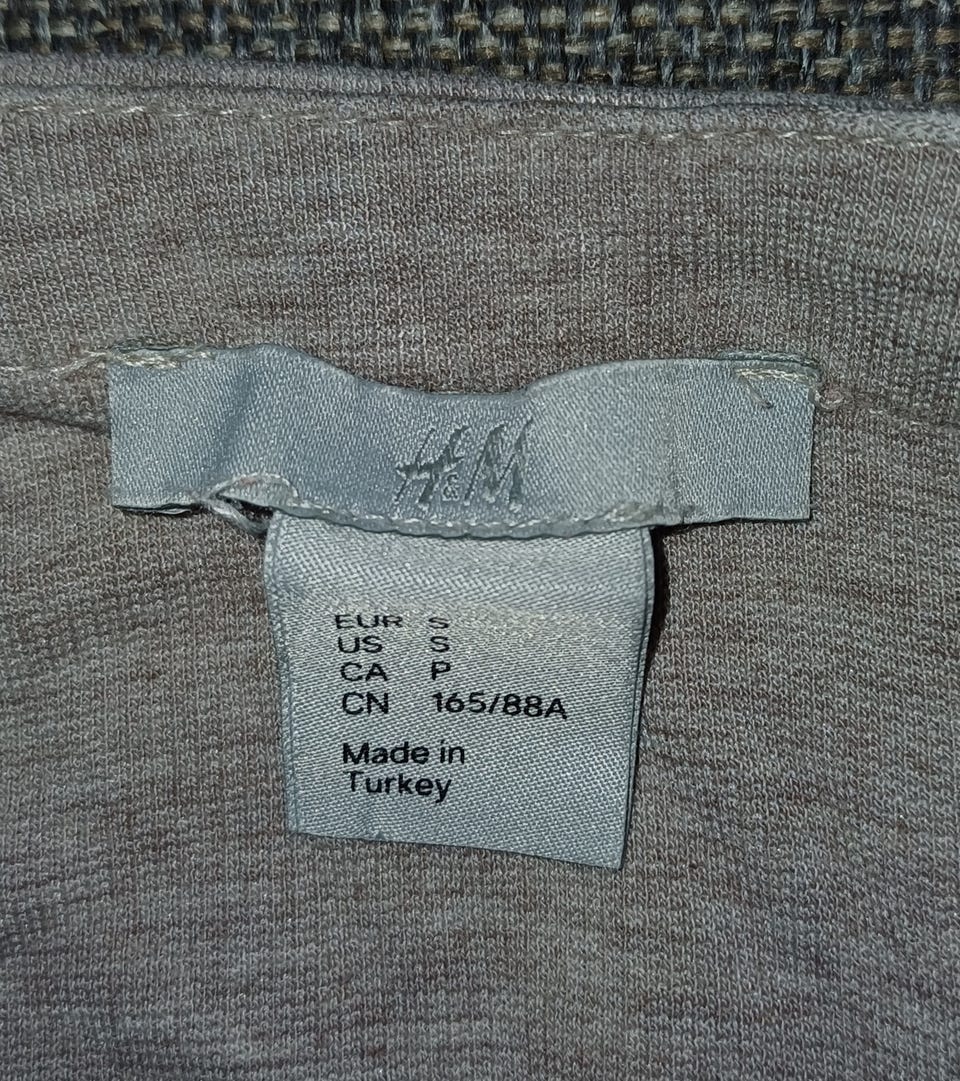 H&M
EUR S
US S
CA P
CN 165/88A
Made in
Turkey